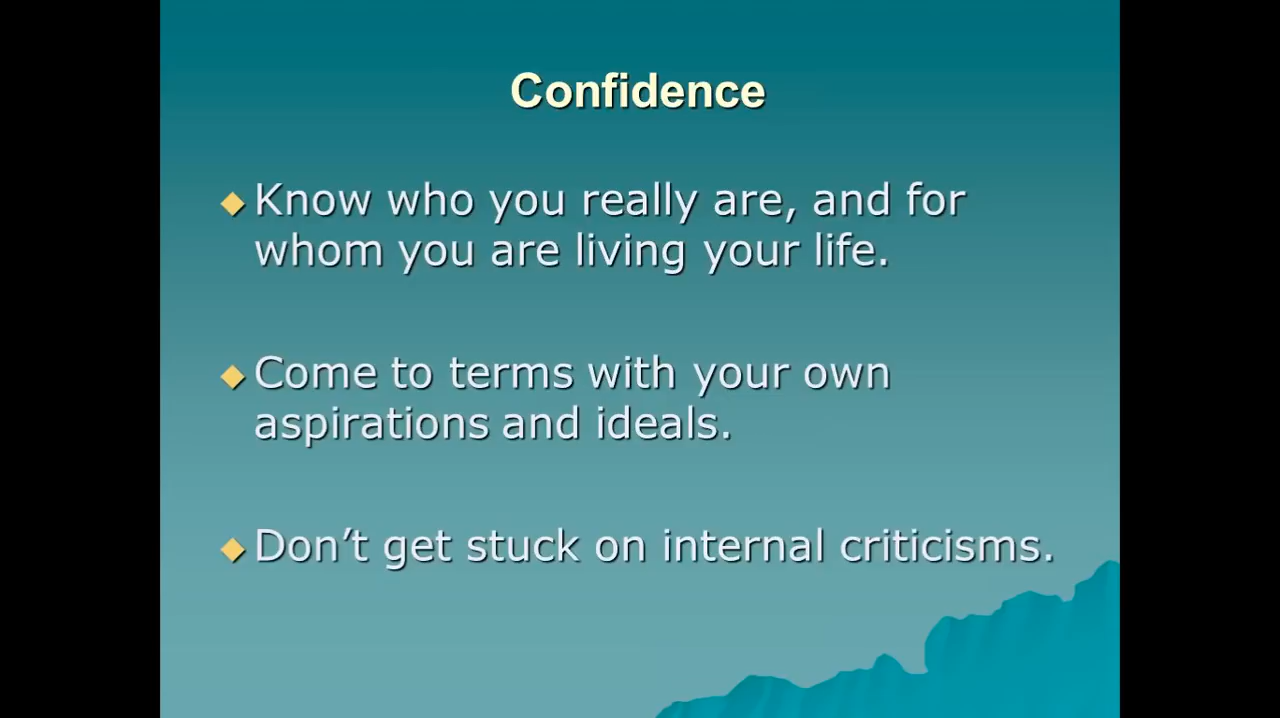 Confidence
Know who you really are, and for
whom you are living your life.
Come to terms with your own
aspirations and ideals.
Don’t get stuck on internal criticisms.